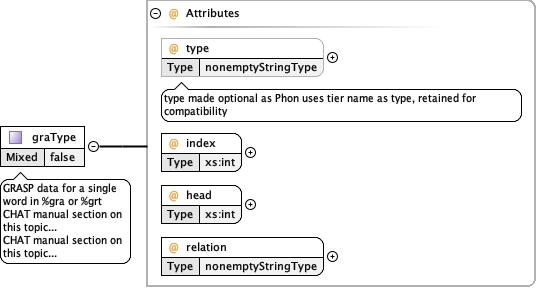 @ Attributes
@ type
Type nonemptyStringType
type made optional as Phon uses tier name as type, retained for
compatibility
graType
Mixed false
GRASP data for a single
word in %gra or %grt
CHAT manual section on
this topic...
CHAT manual section on
this topic...
@ index
Type xs:int
@ head
Type xs:int
@ relation
Type nonemptyStringType